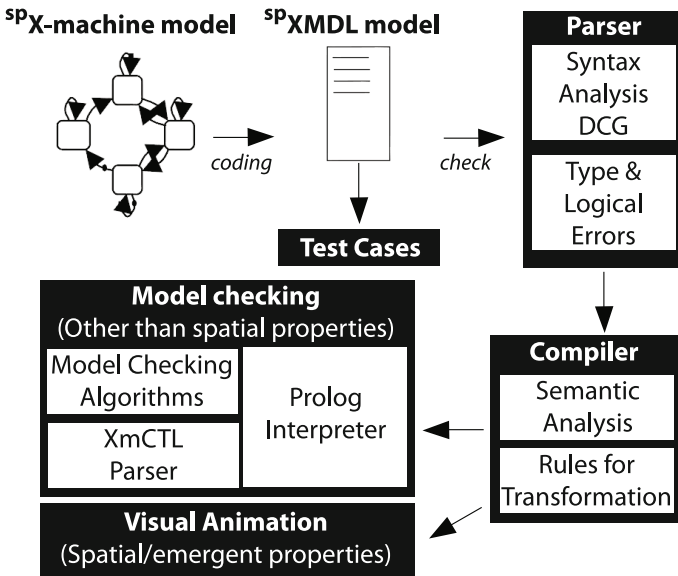 spX-machine model
spXMDL model
Parser
Syntax
Analysis
DCG
Type &
Logical
Errors
coding
check
Test Cases
Model checking
(Other than spatial properties)
Model Checking
Algorithms
XmCTL
Parser
Prolog
Interpreter
Compiler
Semantic
Analysis
Rules for
Transformation
Visual Animation
(Spatial/emergent properties)